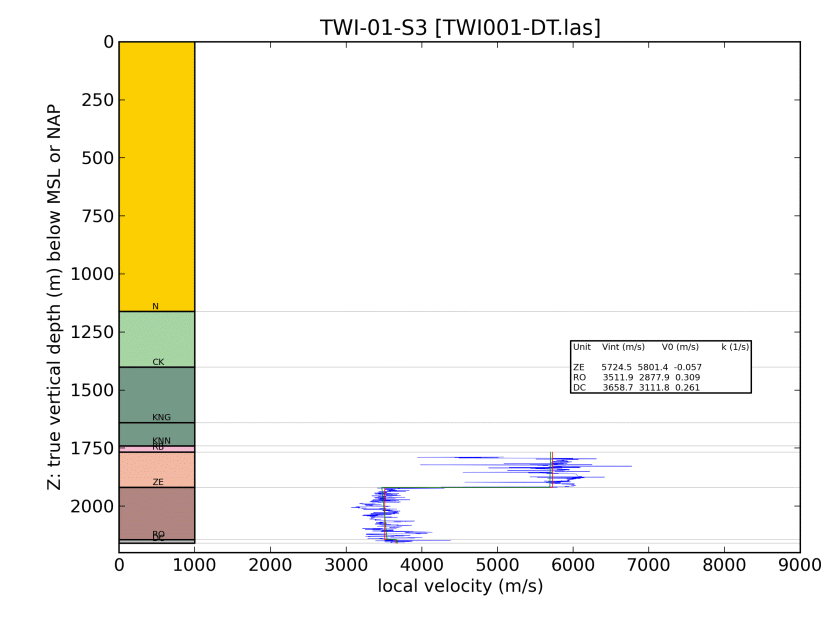 TWI-01-S3 [TWI001-DT.las]
Z: true vertical depth (m) below MSL or NAP
0
250
500
750
1000
1250
1500
1750
2000
N
CK
KNG
KNN
RB
ZE
RO
DC
Unit Vint (m/s) V0 (m/s) k (1/s)
ZE 5724.5 5801.4 -0.057
RO 3511.9 2877.9 0.309
DC 3658.7 3111.8 0.261
0 1000 2000 3000 4000 5000 6000 7000 8000 9000
local velocity (m/s)